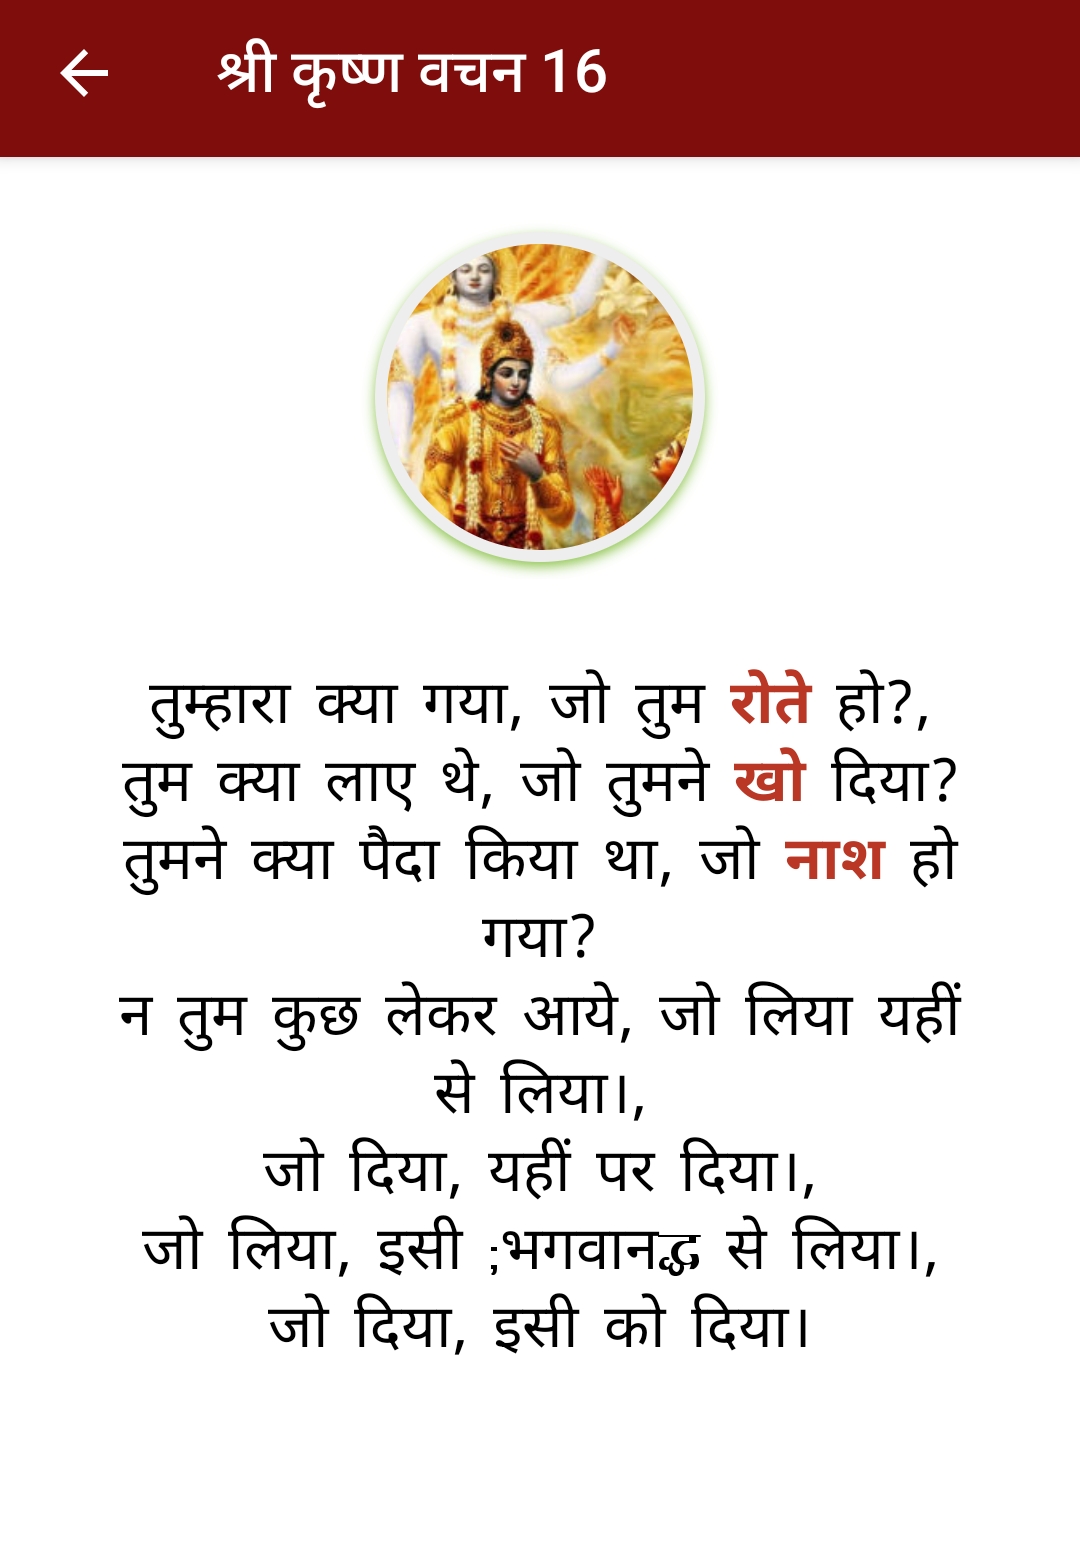 श्री कृष्ण वचन 16
तुम्हारा क्या गया, जो तुम रोते हो?,
तुम क्या लाए थे, जो तुमने खो दिया?
तुमने क्या पैदा किया था, जो नाश हो
गया?
न तुम कुछ लेकर आये, जो लिया यहीं
से लिया।,
जो दिया, यहीं पर दिया।,
जो लिया, इसी ;भगवानद्ध से लिया।,
जो दिया, इसी को दिया।